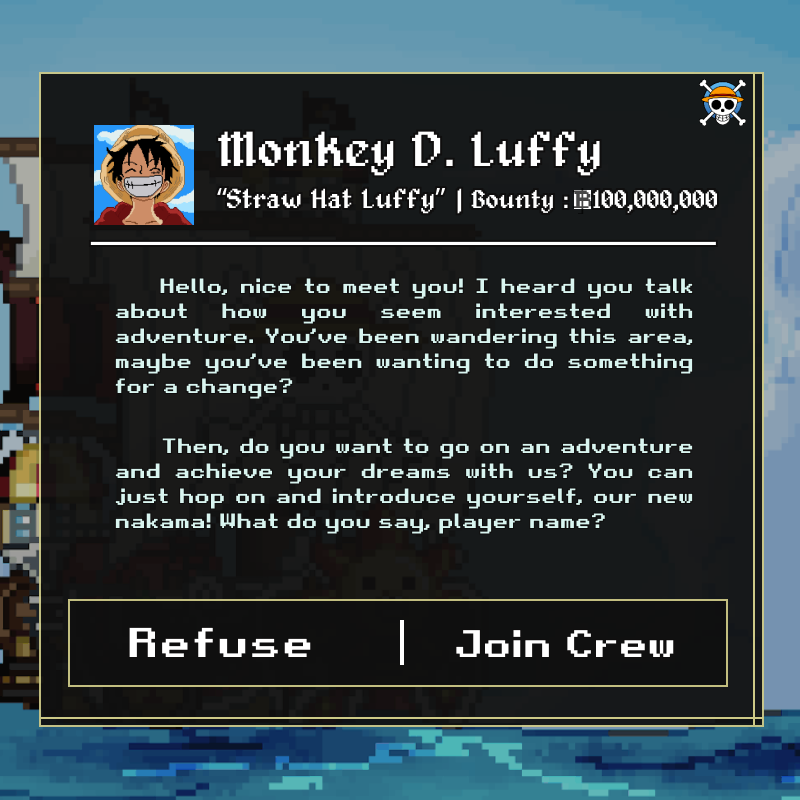 Monkey D. Luffy
"Straw Hat Luffy" | Bounty : ฿100,000,000
Hello, nice to meet you! I heard you talk
about how you seem interested with
adventure. You've been wandering this area,
maybe you've been wanting to do something
for a change?
Then, do you want to go on an adventure
and achieve your dreams with us? You can
just hop on and introduce yourself, our new
nakama! What do you say, player name?
Refuse | Join Crew